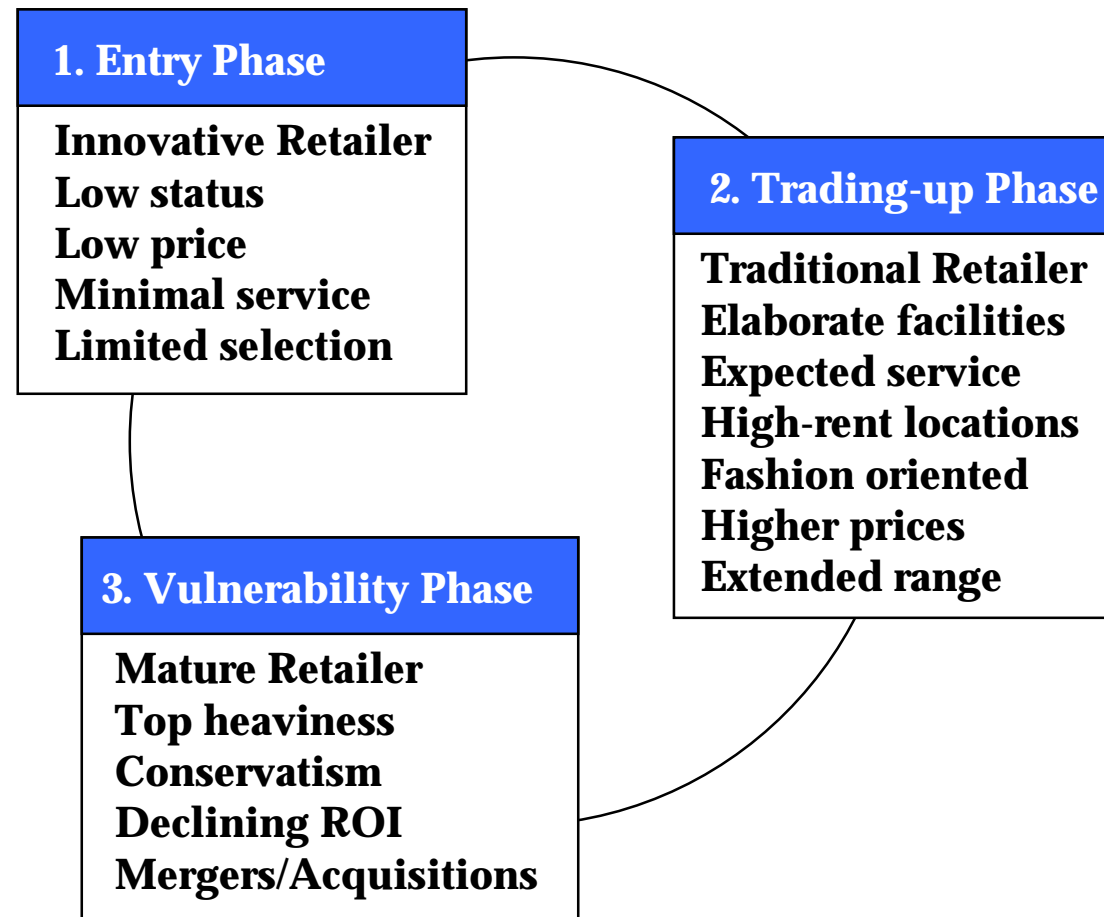 1. Entry Phase
Innovative Retailer
Low status
Low price
Minimal service
Limited selection
2. Trading-up Phase
Traditional Retailer
Elaborate facilities
Expected service
High-rent locations
Fashion oriented
Higher prices
Extended range
3. Vulnerability Phase
Mature Retailer
Top heaviness
Conservatism
Declining ROI
Mergers/Acquisitions